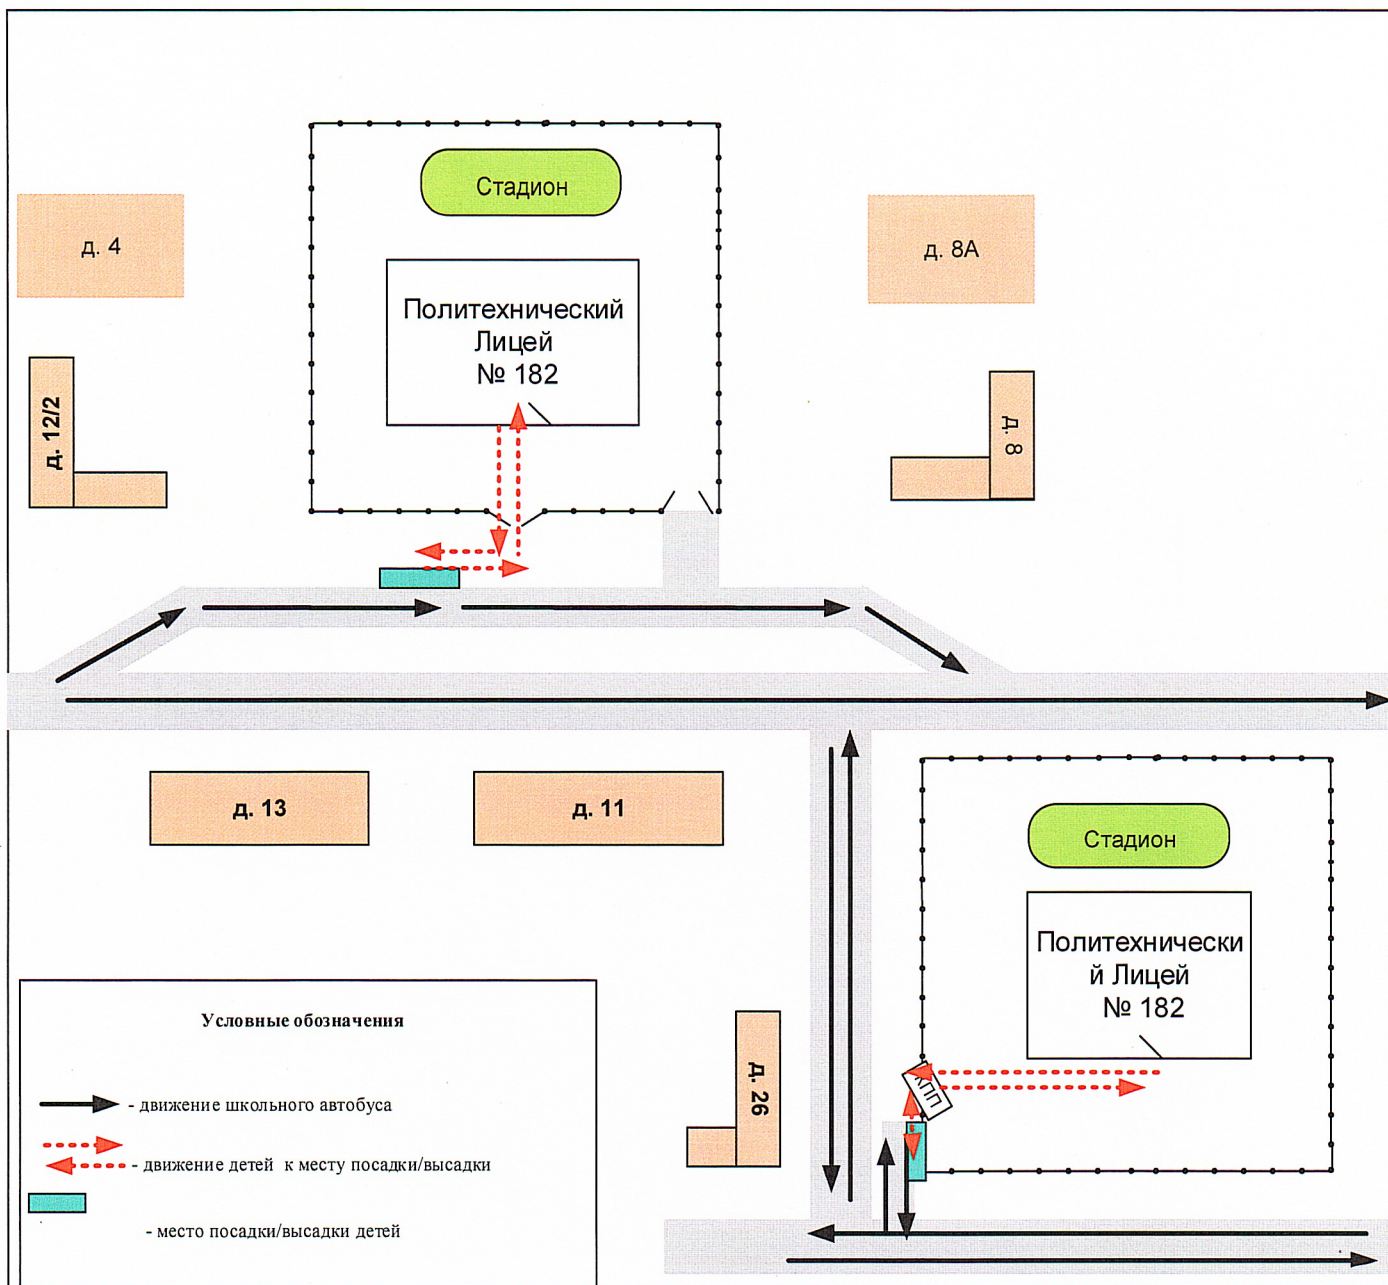 Стадион
д. 4
д. 8А
Политехнический
Лицей
№ 182
д. 12/2
д. 8
д. 13
д. 11
Стадион
Политехнически
й Лицей
№ 182
КПП
д. 26
Условные обозначения
- движение школьного автобуса
- движение детей к месту посадки/высадки
- место посадки/высадки детей